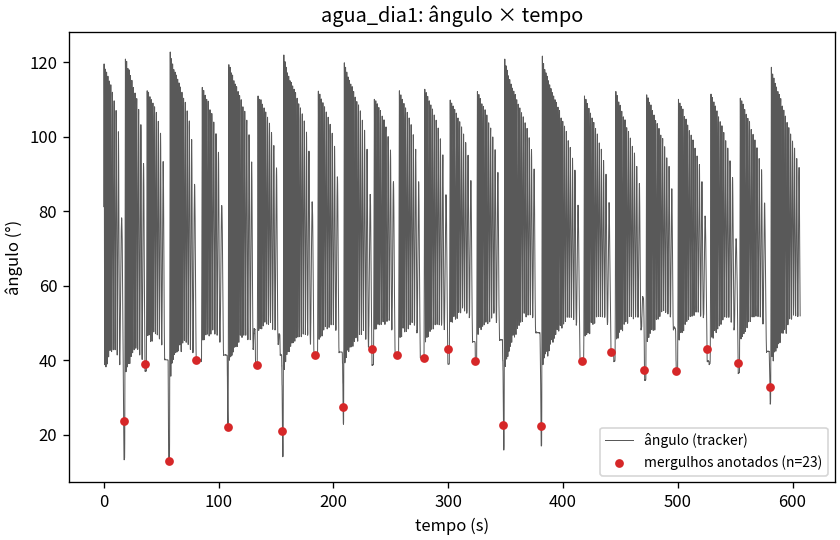 agua_dia1: ângulo × tempo
ângulo (°)
120
100
80
60
40
20
0 100 200 300 400 500 600
tempo (s)
ângulo (tracker)
mergulhos anotados (n=23)